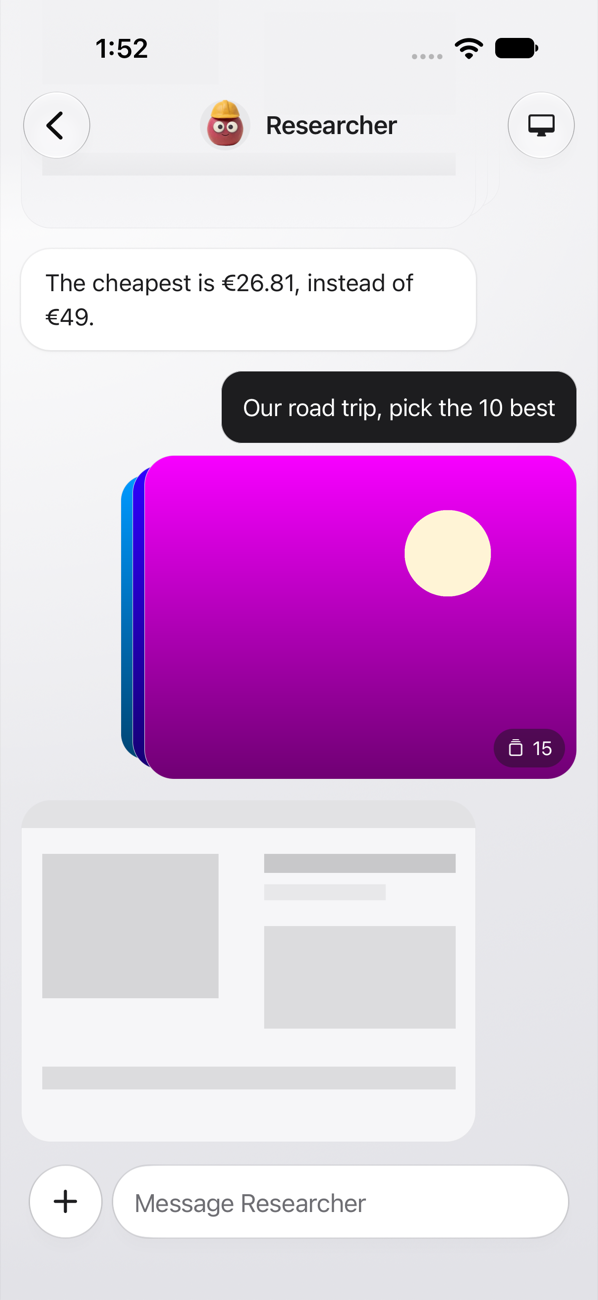 1:52
Researcher
The cheapest is €26.81, instead of
€49.
Our road trip, pick the 10 best
15
Message Researcher